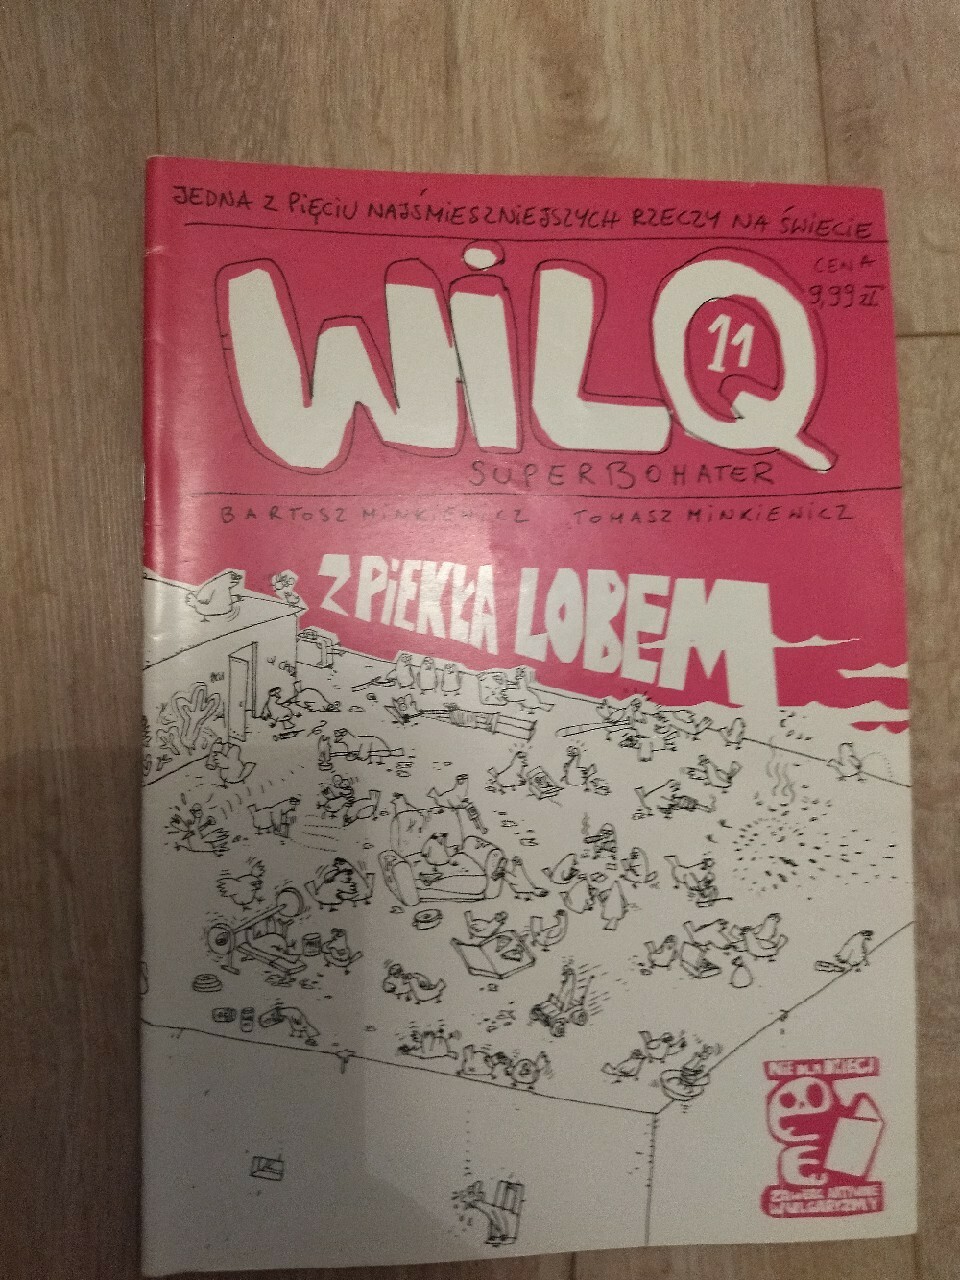 JEDNA Z PIĘCIU NAJŚMIESZNIEJSZYCH RZECZY NA ŚWIECIE
CENA
9,99 ZŁ
WILQ
11
SUPERBOHATER
BARTOSZ MINKIEWICZ TOMASZ MINKIEWICZ
Z PIEKŁA LOBEM
NIE DLA DZIECI
WULGARYZMY